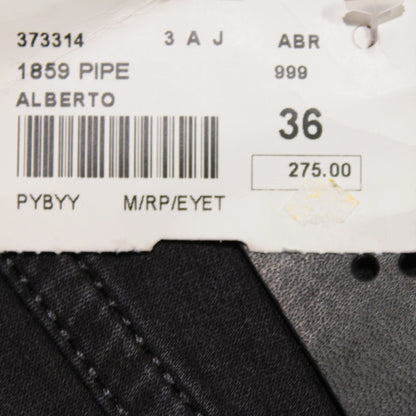 373314 3 A J ABR
1859 PIPE 999
ALBERTO
36
275.00
PYBYY M/RP/EYET